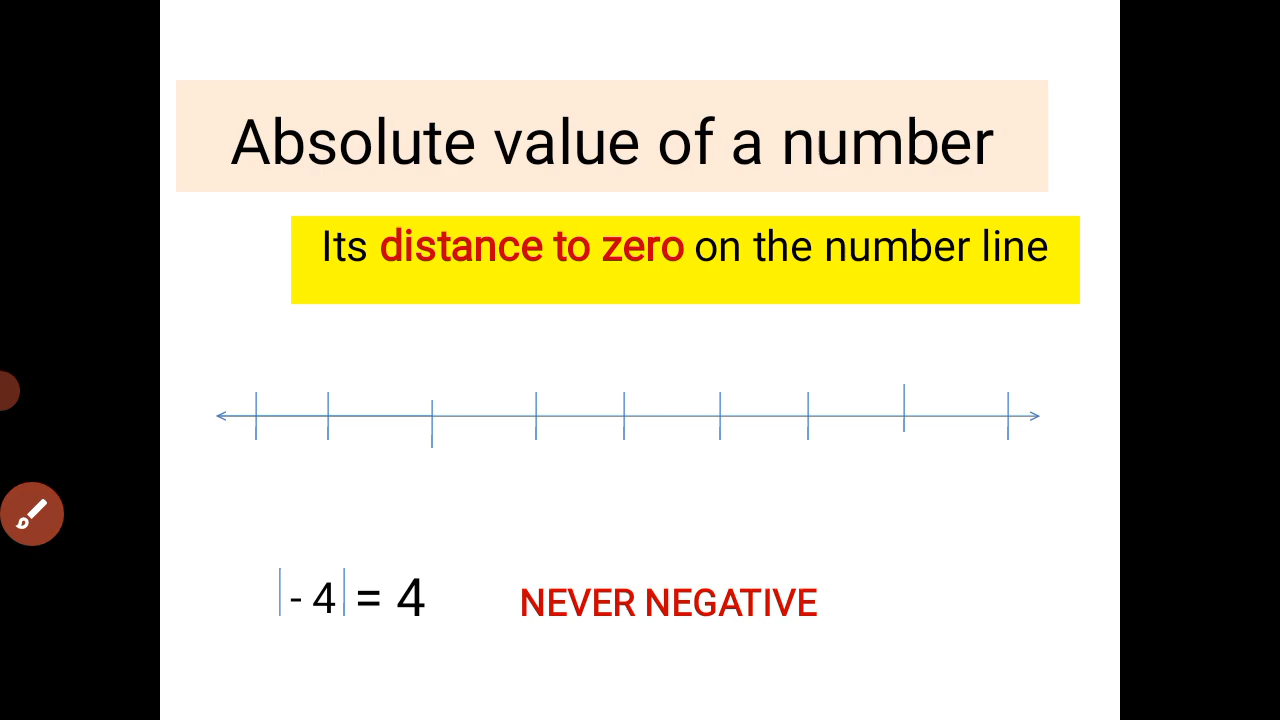 Absolute value of a number
Its distance to zero on the number line
|- 4| = 4 NEVER NEGATIVE